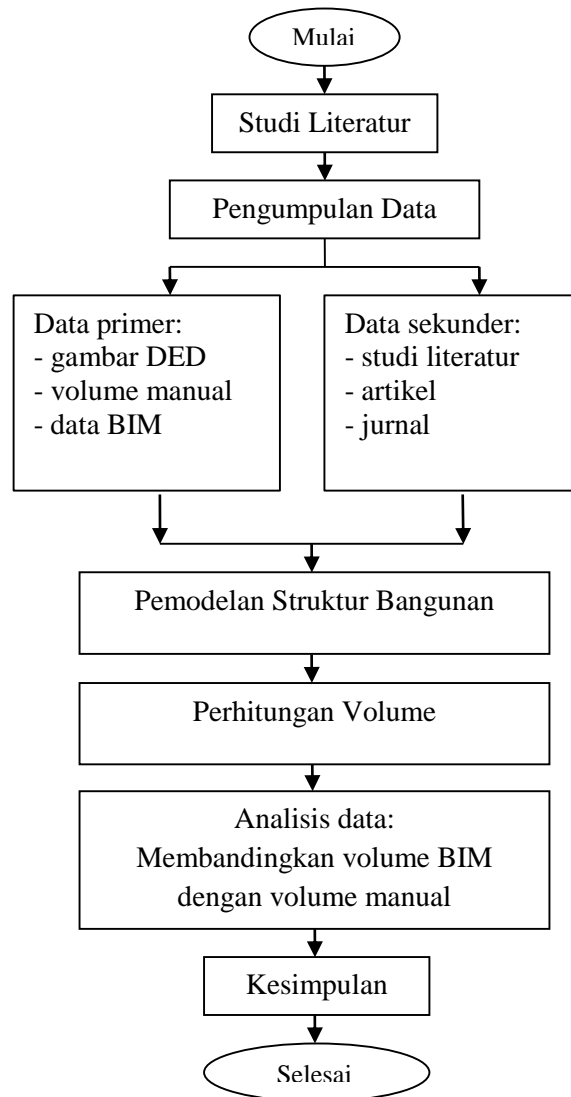 Mulai
Studi Literatur
Pengumpulan Data
Data primer:
- gambar DED
- volume manual
- data BIM
Data sekunder:
- studi literatur
- artikel
- jurnal
Pemodelan Struktur Bangunan
Perhitungan Volume
Analisis data:
Membandingkan volume BIM
dengan volume manual
Kesimpulan
Selesai